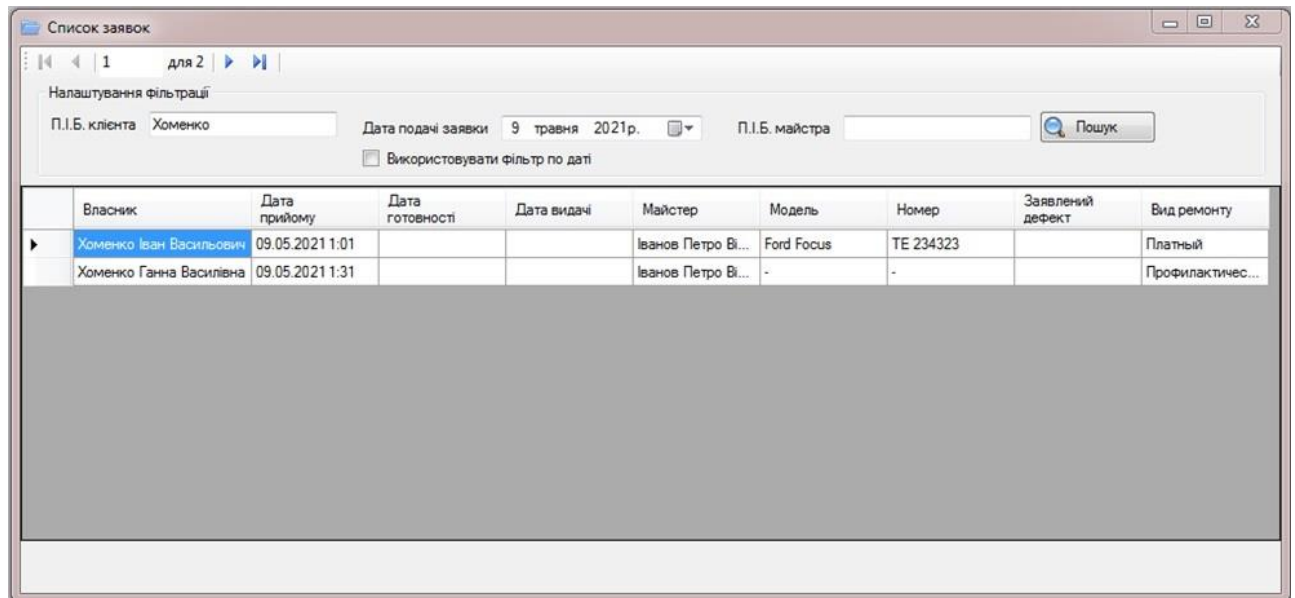 Список заявок
1 для 2
Налаштування фільтрації
П.І.Б. клієнта Хоменко Дата подачі заявки 9 травня 2021р. П.І.Б. майстра Пошук
Використовувати фільтр по даті
Власник Дата прийому Дата готовності Дата видачі Майстер Модель Номер Заявлений дефект Вид ремонту
Хоменко Іван Васильович 09.05.2021 1:01 Іванов Петро Ві... Ford Focus ТЕ 234323 Платный
Хоменко Ганна Василівна 09.05.2021 1:31 Іванов Петро Ві... - - Профилактичес...